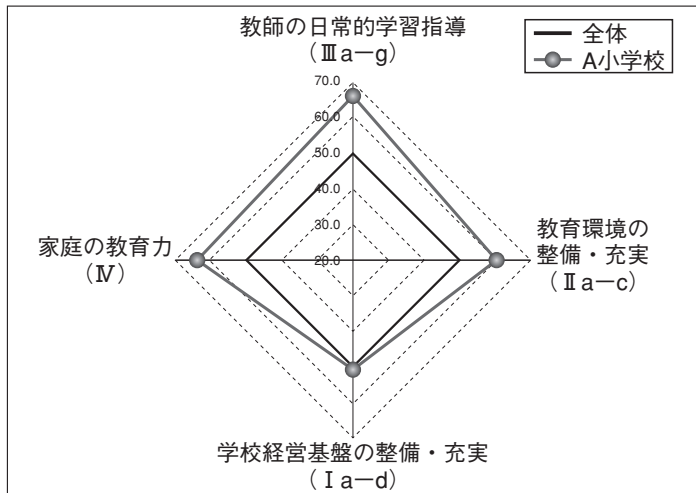 教師の日常的学習指導
(Ⅲa－g)
全体
A小学校
70.0
60.0
50.0
40.0
30.0
20.0
家庭の教育力
(Ⅳ)
教育環境の
整備・充実
(Ⅱa－c)
学校経営基盤の整備・充実
(Ⅰa－d)